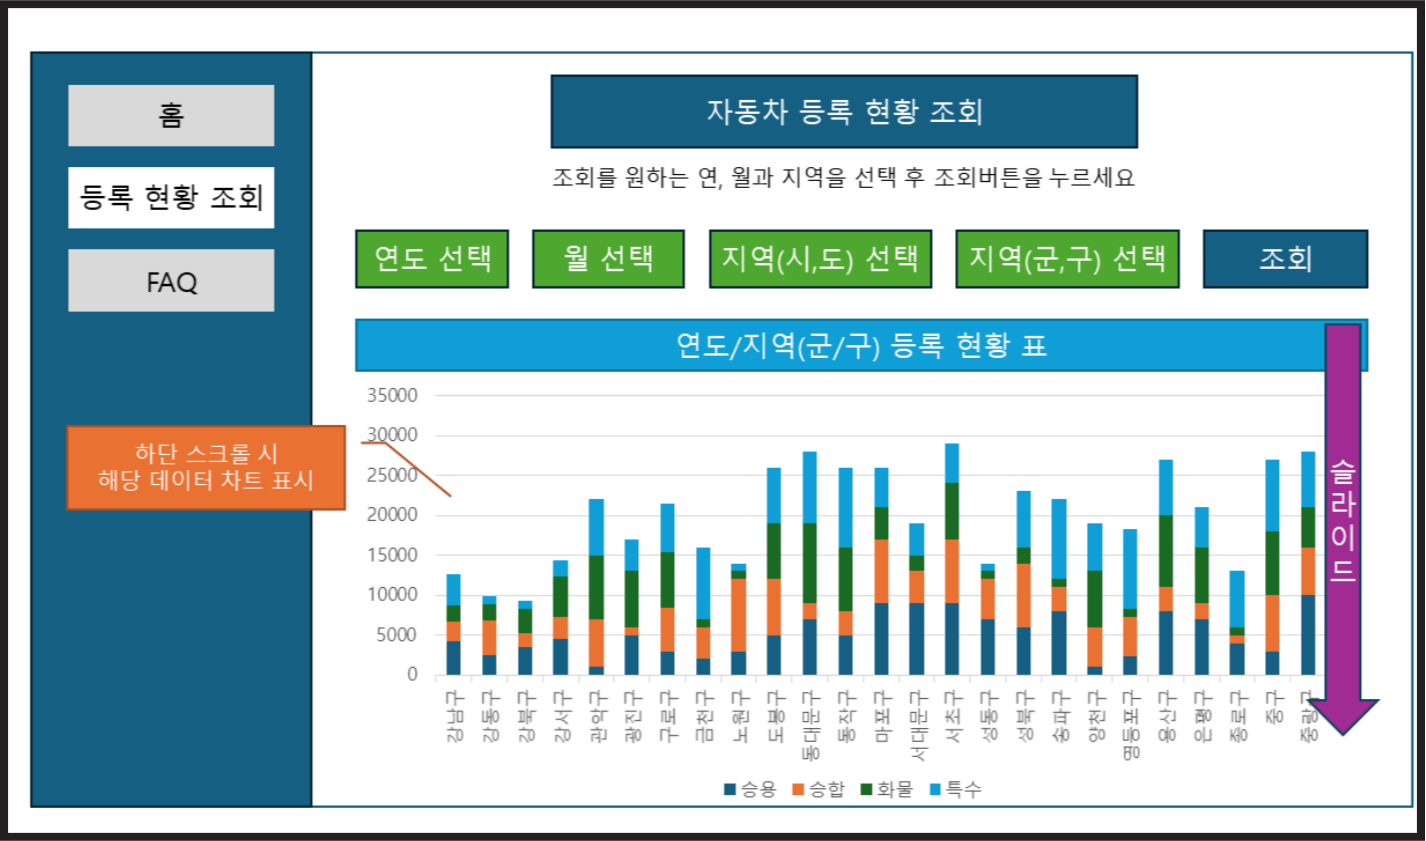 홈
등록 현황 조회
FAQ
자동차 등록 현황 조회
조회를 원하는 연, 월과 지역을 선택 후 조회버튼을 누르세요
연도 선택
월 선택
지역(시,도) 선택
지역(군,구) 선택
조회
연도/지역(군/구) 등록 현황 표
하단 스크롤 시
해당 데이터 차트 표시
35000
30000
25000
20000
15000
10000
5000
0
강남구
강동구
강북구
강서구
관악구
광진구
구로구
금천구
노원구
도봉구
동대문구
동작구
마포구
서대문구
서초구
성동구
성북구
송파구
양천구
영등포구
용산구
은평구
종로구
중구
중랑구
승용
승합
화물
특수
슬라이드